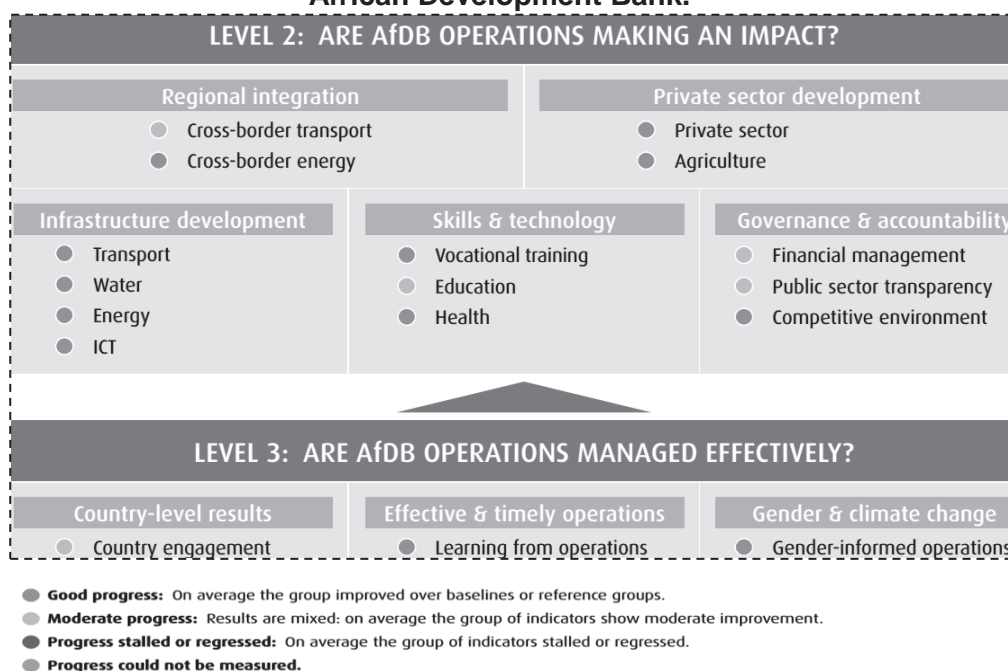 African Development Bank.
LEVEL 2: ARE AfDB OPERATIONS MAKING AN IMPACT?
Regional integration
Cross-border transport
Cross-border energy
Private sector development
Private sector
Agriculture
Infrastructure development
Transport
Water
Energy
ICT
Skills & technology
Vocational training
Education
Health
Governance & accountability
Financial management
Public sector transparency
Competitive environment
LEVEL 3: ARE AfDB OPERATIONS MANAGED EFFECTIVELY?
Country-level results
Country engagement
Effective & timely operations
Learning from operations
Gender & climate change
Gender-informed operations
Good progress: On average the group improved over baselines or reference groups.
Moderate progress: Results are mixed: on average the group of indicators show moderate improvement.
Progress stalled or regressed: On average the group of indicators stalled or regressed.
Progress could not be measured.